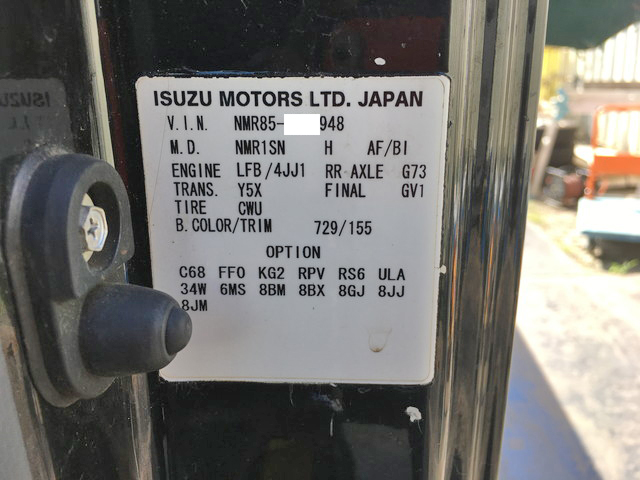 ISUZU MOTORS LTD. JAPAN
V.I.N. NMR85- 948
M.D. NMR1SN H AF/BI
ENGINE LFB/4JJ1 RR AXLE G73
TRANS. Y5X FINAL GV1
TIRE CWU
B.COLOR/TRIM 729/155
OPTION
C68 FF0 KG2 RPV RS6 ULA
34W 6MS 8BM 8BX 8GJ 8JJ
8JM